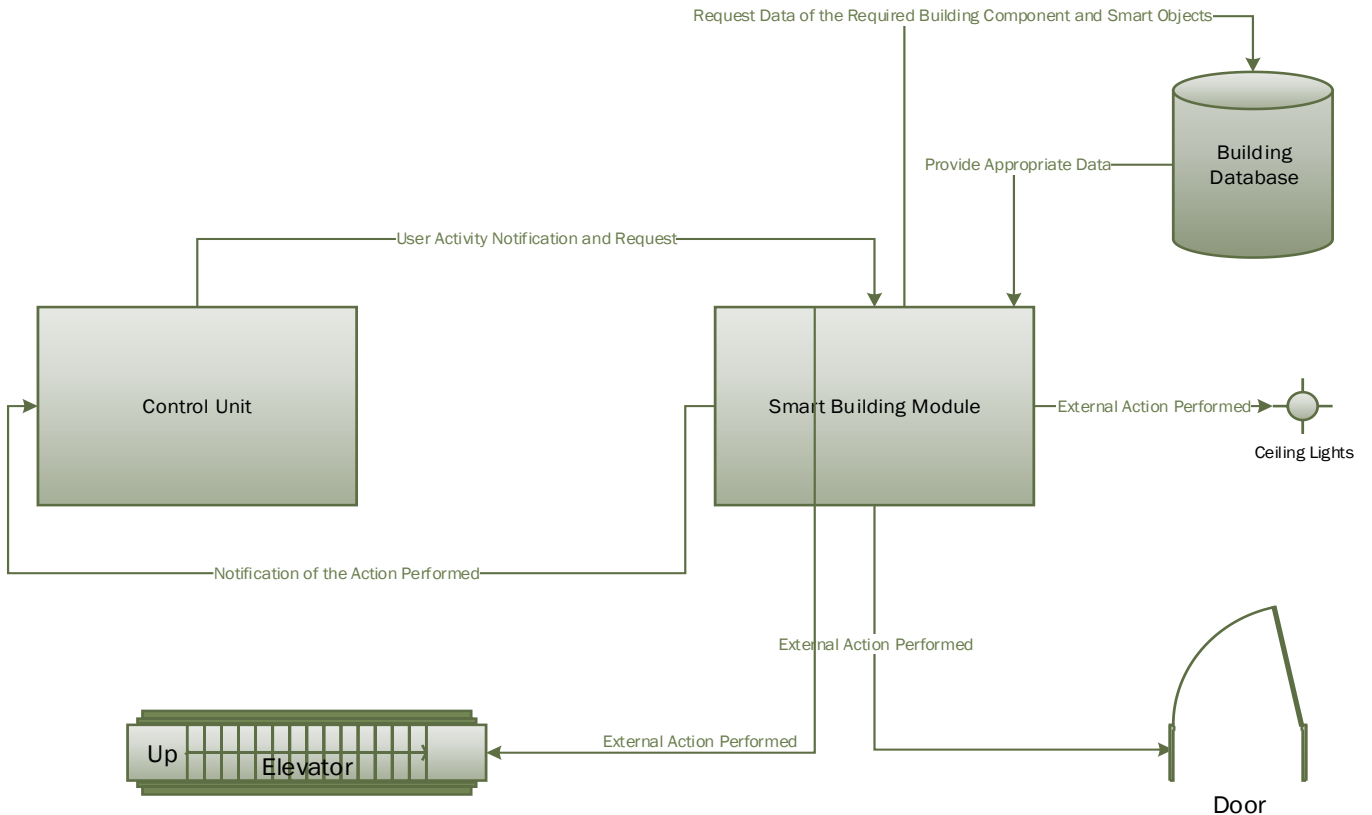 Request Data of the Required Building Component and Smart Objects
Building
Database
Provide Appropriate Data
User Activity Notification and Request
Control Unit
Smart Building Module
External Action Performed
Ceiling Lights
Notification of the Action Performed
External Action Performed
External Action Performed
Up
Elevator
Door